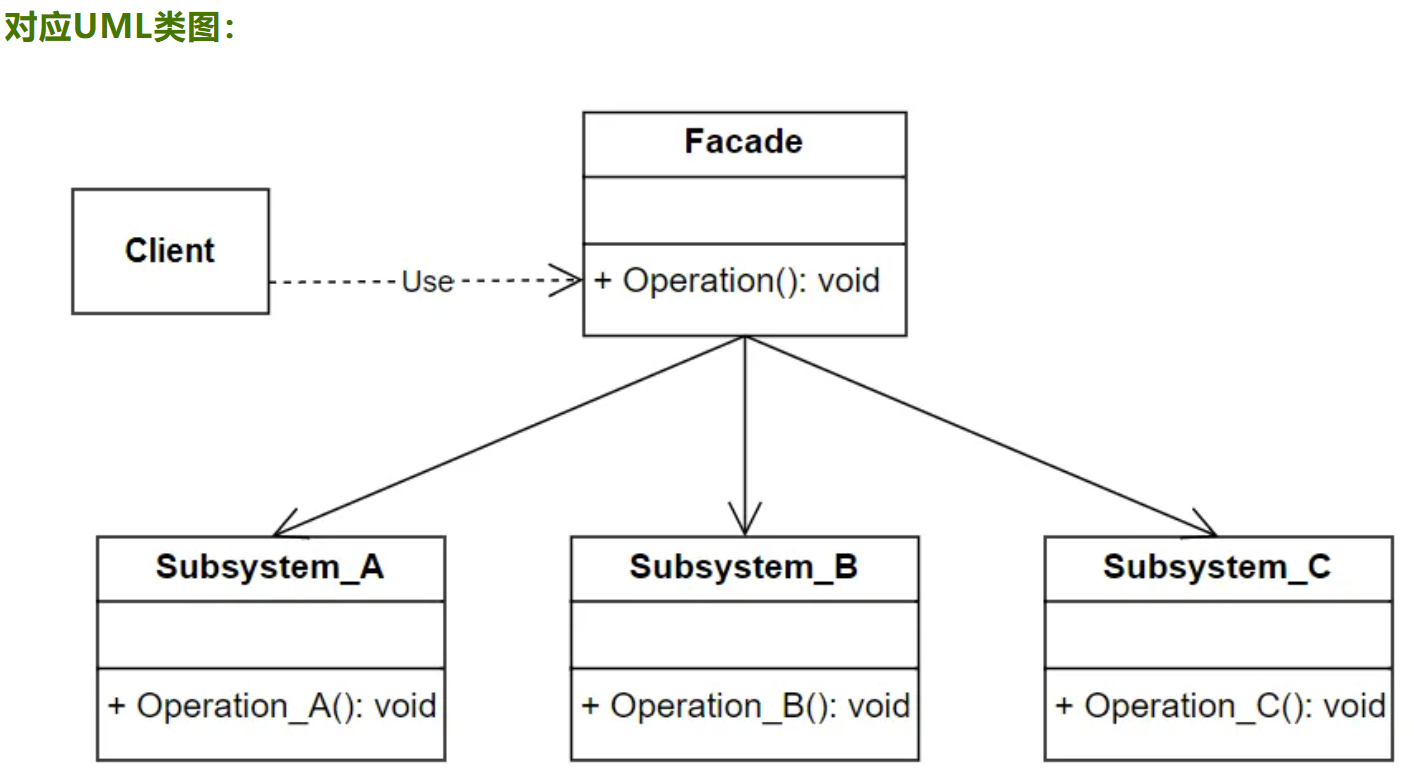 对应UML类图：
Facade
Client
Use
+ Operation(): void
Subsystem_A
Subsystem_B
Subsystem_C
+ Operation_A(): void
+ Operation_B(): void
+ Operation_C(): void